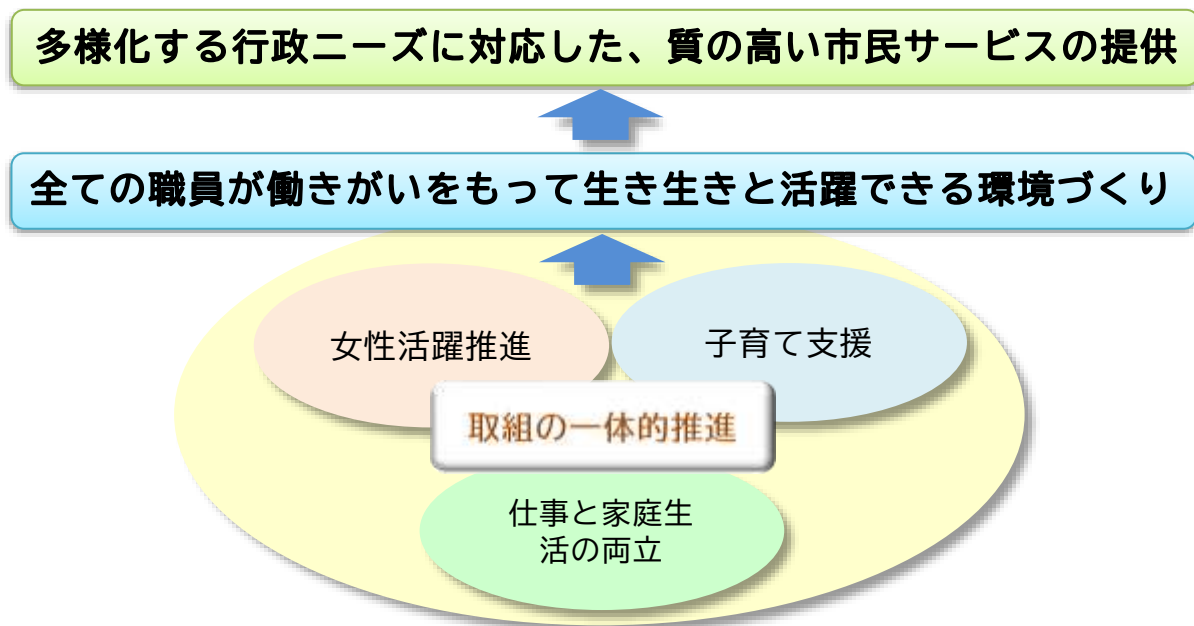 多様化する行政ニーズに対応した、質の高い市民サービスの提供
全ての職員が働きがいをもって生き生きと活躍できる環境づくり
女性活躍推進
子育て支援
取組の一体的推進
仕事と家庭生
活の両立